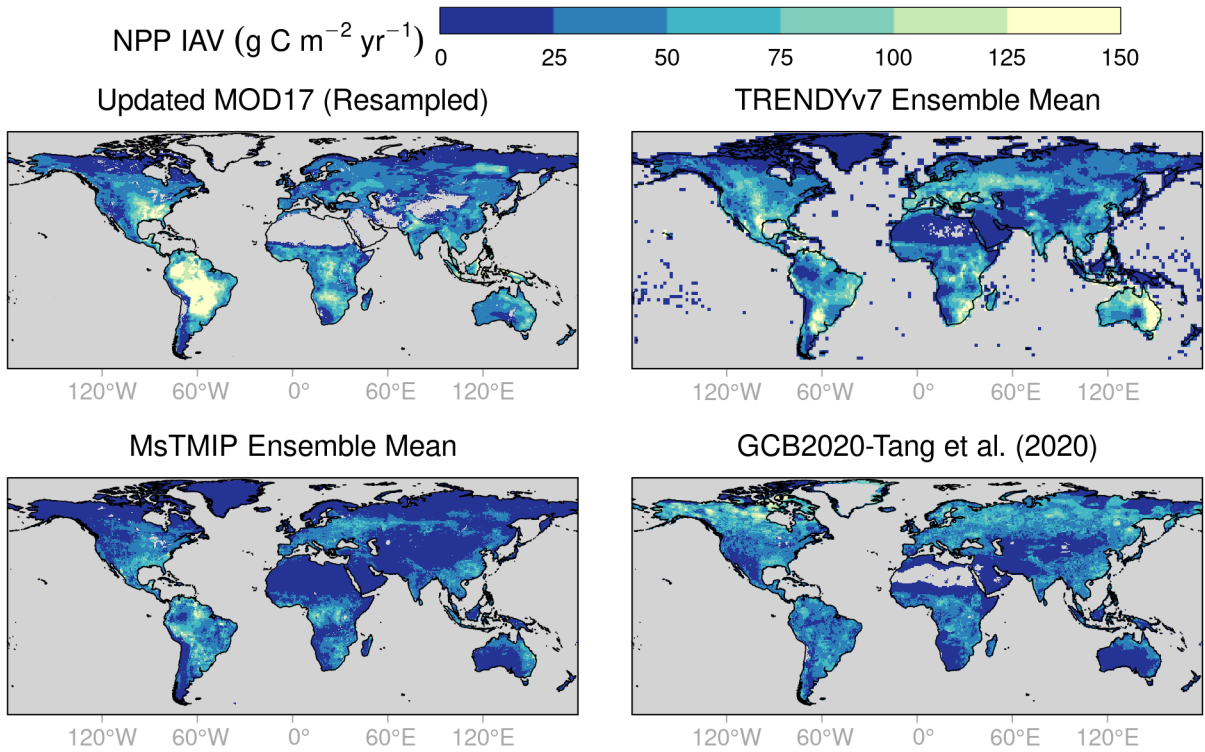 NPP IAV (g C m⁻² yr⁻¹)
0 25 50 75 100 125 150
Updated MOD17 (Resampled) TRENDYv7 Ensemble Mean
120°W 60°W 0° 60°E 120°E 120°W 60°W 0° 60°E 120°E
MsTMIP Ensemble Mean GCB2020-Tang et al. (2020)
120°W 60°W 0° 60°E 120°E 120°W 60°W 0° 60°E 120°E